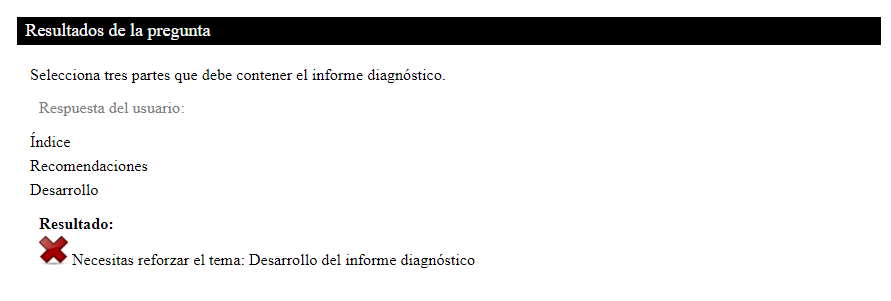 Resultados de la pregunta
Selecciona tres partes que debe contener el informe diagnóstico.
Respuesta del usuario:
Índice
Recomendaciones
Desarrollo
Resultado:
Necesitas reforzar el tema: Desarrollo del informe diagnóstico